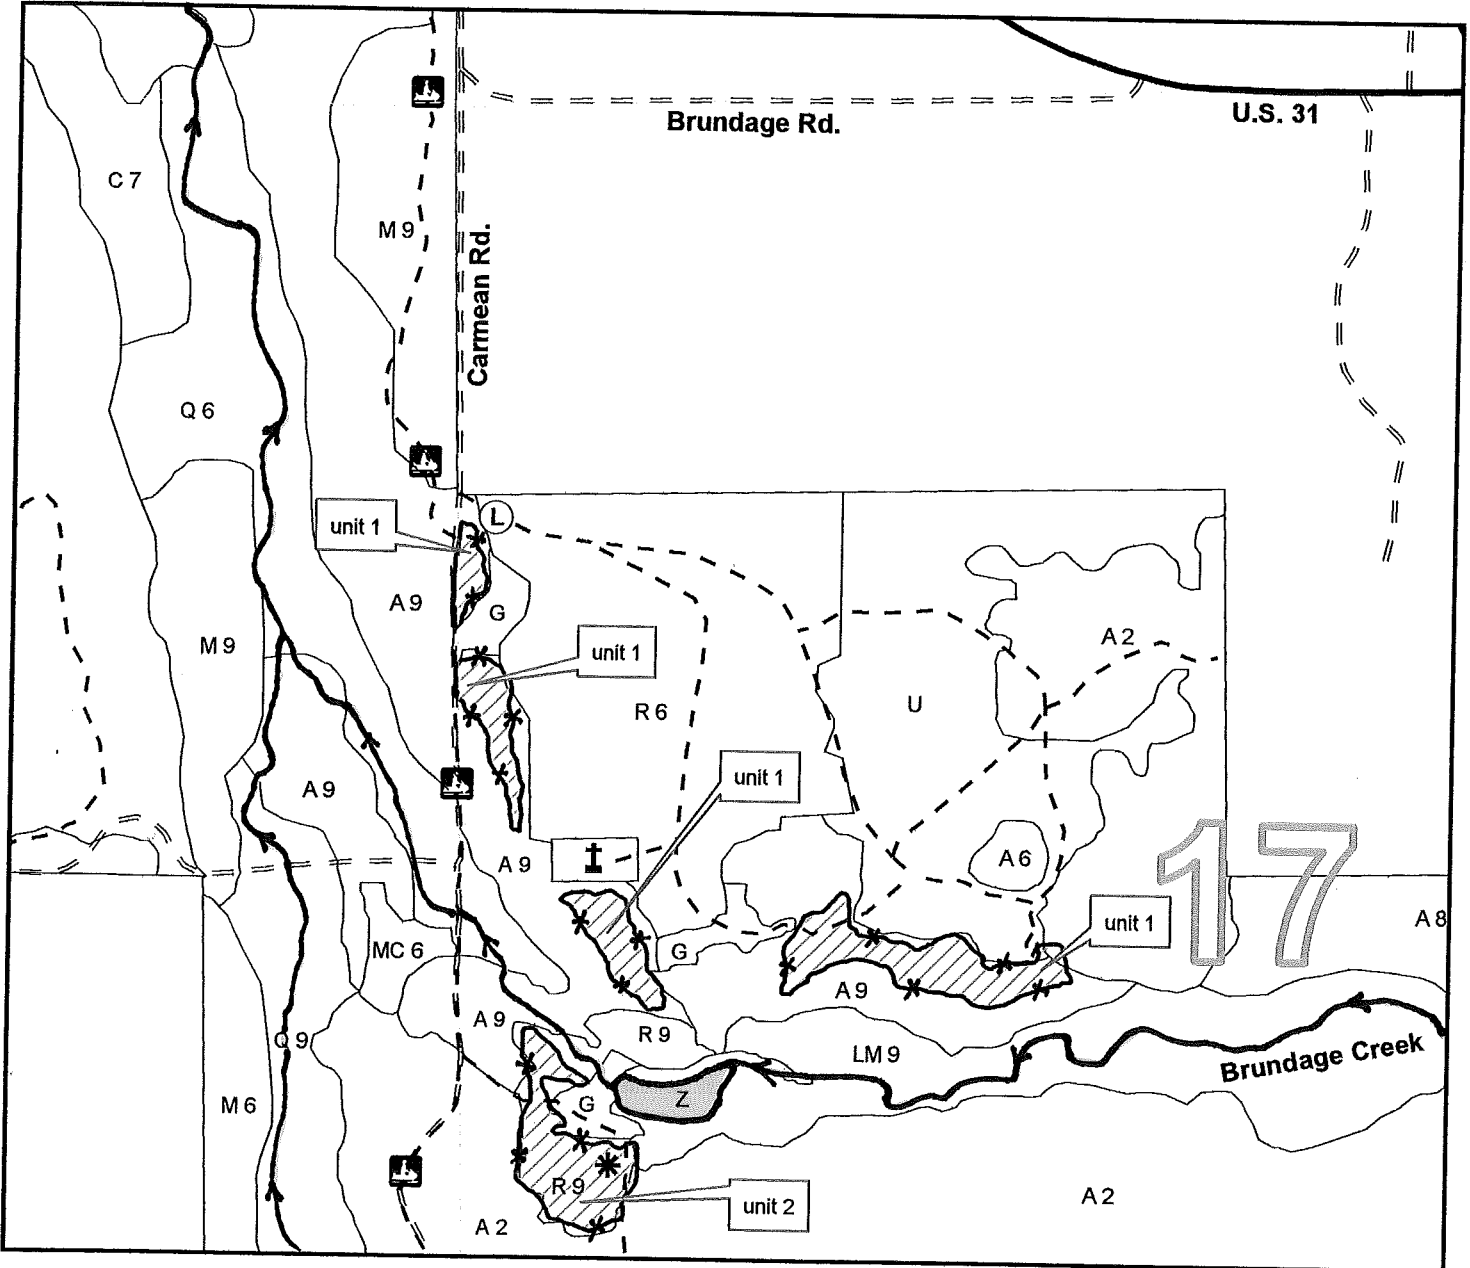 U.S. 31
Brundage Rd.
C 7
M 9
Carmean Rd.
Q 6
L
unit 1
A 9
G
M 9
unit 1
A 2
R 6
U
unit 1
A 9
17
A 9
A 6
unit 1
A 8
MC 6
G
A 9
A 9
R 9
LM 9
Q 9
Brundage Creek
M 6
G
Z
R 9
unit 2
A 2
A 2